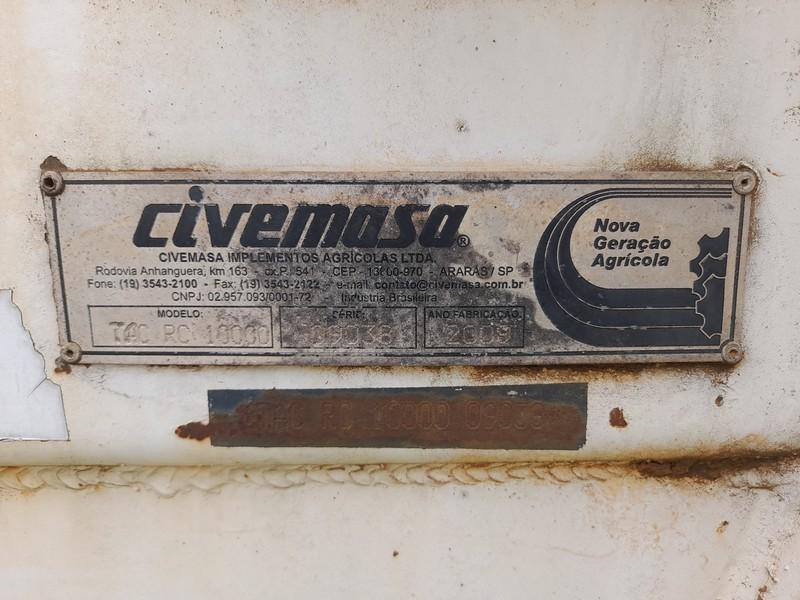 civemasa®
CIVEMASA IMPLEMENTOS AGRÍCOLAS LTDA.
Rodovia Anhanguera, km 163 - cx.P. 541 - CEP - 13600-970 - ARARAS / SP
Fone: (19) 3543-2100 - Fax: (19) 3543-2122 - e-mail: contato@civemasa.com.br
CNPJ: 02.957.093/0001-72 - Indústria Brasileira
MODELO: SÉRIE: ANO FABRICAÇÃO:
RC 2009
Nova
Geração
Agrícola
RC